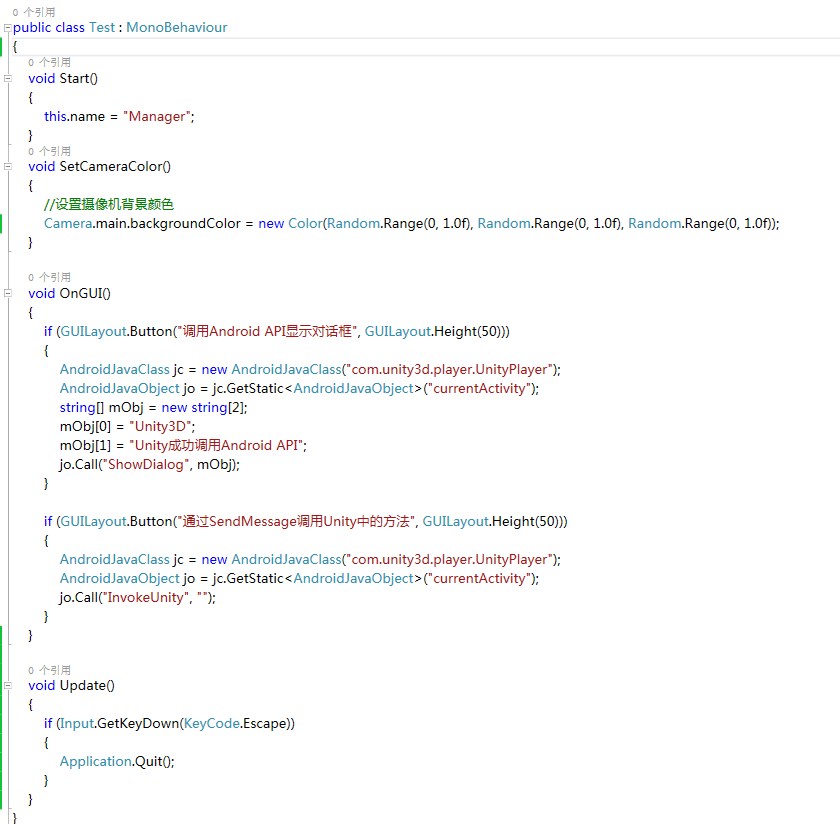 0 个引用
public class Test : MonoBehaviour
{
0 个引用
void Start()
{
this.name = "Manager";
}
0 个引用
void SetCameraColor()
{
//设置摄像机背景颜色
Camera.main.backgroundColor = new Color(Random.Range(0, 1.0f), Random.Range(0, 1.0f), Random.Range(0, 1.0f));
}
0 个引用
void OnGUI()
{
if (GUILayout.Button("调用Android API显示对话框", GUILayout.Height(50)))
{
AndroidJavaClass jc = new AndroidJavaClass("com.unity3d.player.UnityPlayer");
AndroidJavaObject jo = jc.GetStatic<AndroidJavaObject>("currentActivity");
string[] mObj = new string[2];
mObj[0] = "Unity3D";
mObj[1] = "Unity成功调用Android API";
jo.Call("ShowDialog", mObj);
}
if (GUILayout.Button("通过SendMessage调用Unity中的方法", GUILayout.Height(50)))
{
AndroidJavaClass jc = new AndroidJavaClass("com.unity3d.player.UnityPlayer");
AndroidJavaObject jo = jc.GetStatic<AndroidJavaObject>("currentActivity");
jo.Call("InvokeUnity", "");
}
}
0 个引用
void Update()
{
if (Input.GetKeyDown(KeyCode.Escape))
{
Application.Quit();
}
}
}